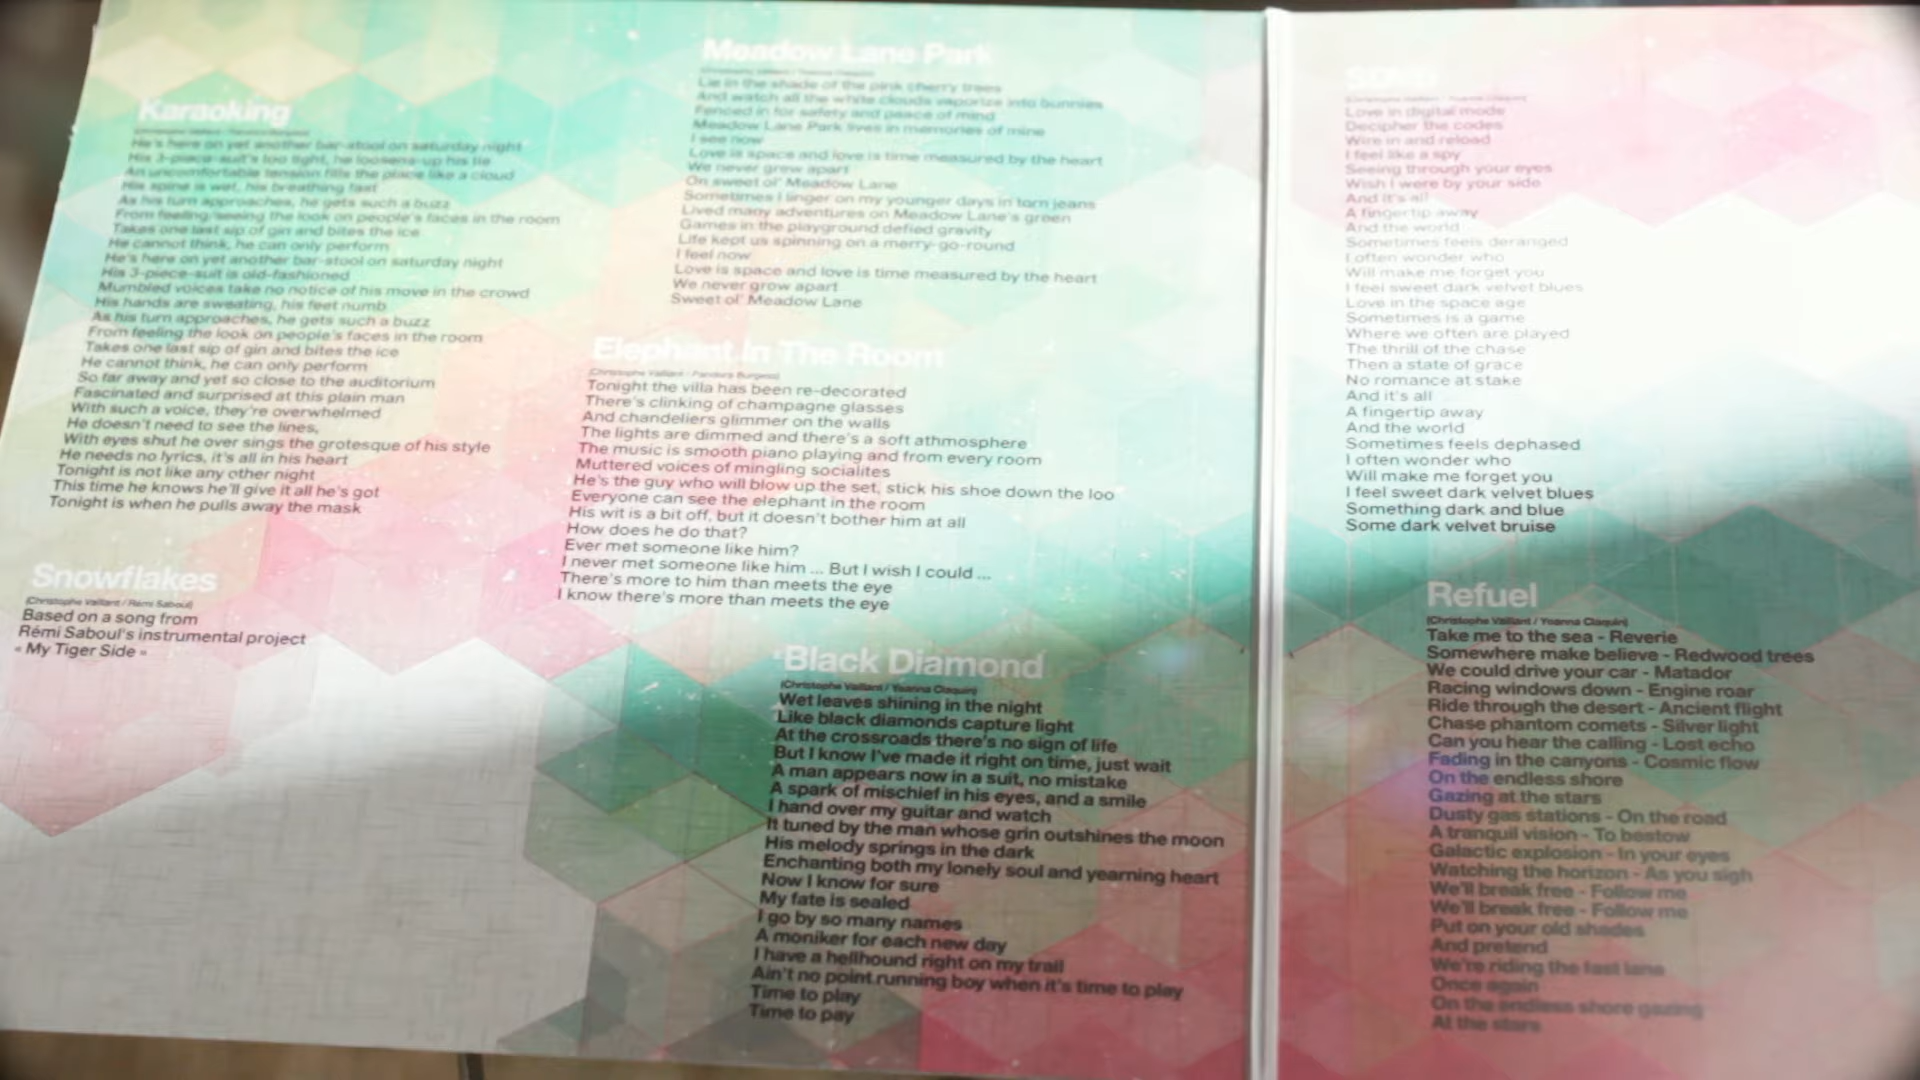 Karaoking
He's here on yet another bar-stool on saturday night
His 3-piece-suit's too tight, he loosens-up his tie
An uncomfortable tension fills the place like a cloud
His spine is wet, his breathing fast
As his turn approaches, he gets such a buzz
From feeling/seeing the look on people's faces in the room
Takes one last sip of gin and bites the ice
He cannot think, he can only perform
He's here on yet another bar-stool on saturday night
His 3-piece-suit is old-fashioned
Mumbled voices take no notice of his move in the crowd
His hands are sweating, his feet numb
As his turn approaches, he gets such a buzz
From feeling the look on people's faces in the room
Takes one last sip of gin and bites the ice
He cannot think, he can only perform
So far away and yet so close to the auditorium
Fascinated and surprised at this plain man
With such a voice, they're overwhelmed
He doesn't need to see the lines,
With eyes shut he over sings the grotesque of his style
He needs no lyrics, it's all in his heart
Tonight is not like any other night
This time he knows he'll give it all he's got
Tonight is when he pulls away the mask
Snowflakes
(Christophe Vaillant / Rémi Saboul)
Based on a song from
Rémi Saboul's instrumental project
« My Tiger Side »
Meadow Lane Park
(Christophe Vaillant / Yoanna Claquin)
Lie in the shade of the pink cherry trees
And watch all the white clouds vaporize into bunnies
Fenced in for safety and peace of mind
Meadow Lane Park lives in memories of mine
I see now
Love is space and love is time measured by the heart
We never grew apart
On sweet ol' Meadow Lane
Sometimes I linger on my younger days in torn jeans
Lived many adventures on Meadow Lane's green
Games in the playground defied gravity
Life kept us spinning on a merry-go-round
I feel now
Love is space and love is time measured by the heart
We never grow apart
Sweet ol' Meadow Lane
Elephant In The Room
(Christophe Vaillant - Pandora Burgess)
Tonight the villa has been re-decorated
There's clinking of champagne glasses
And chandeliers glimmer on the walls
The lights are dimmed and there's a soft athmosphere
The music is smooth piano playing and from every room
Muttered voices of mingling socialites
He's the guy who will blow up the set, stick his shoe down the loo
Everyone can see the elephant in the room
His wit is a bit off, but it doesn't bother him at all
How does he do that?
Ever met someone like him?
I never met someone like him ... But I wish I could ...
There's more to him than meets the eye
I know there's more than meets the eye
Black Diamond
(Christophe Vaillant / Yoanna Claquin)
Wet leaves shining in the night
Like black diamonds capture light
At the crossroads there's no sign of life
But I know I've made it right on time, just wait
A man appears now in a suit, no mistake
A spark of mischief in his eyes, and a smile
I hand over my guitar and watch
It tuned by the man whose grin outshines the moon
His melody springs in the dark
Enchanting both my lonely soul and yearning heart
Now I know for sure
My fate is sealed
I go by so many names
A moniker for each new day
I have a hellhound right on my trail
Ain't no point running boy when it's time to play
Time to play
Time to pay
Love in digital mode
Decipher the codes
Wire in and reload
I feel like a spy
Seeing through your eyes
Wish I were by your side
And it's all
A fingertip away
And the world
Sometimes feels deranged
I often wonder who
Will make me forget you
I feel sweet dark velvet blues
Love in the space age
Sometimes is a game
Where we often are played
The thrill of the chase
Then a state of grace
No romance at stake
And it's all
A fingertip away
And the world
Sometimes feels dephased
I often wonder who
Will make me forget you
I feel sweet dark velvet blues
Something dark and blue
Some dark velvet bruise
Refuel
(Christophe Vaillant / Yoanna Claquin)
Take me to the sea - Reverie
Somewhere make believe - Redwood trees
We could drive your car - Matador
Racing windows down - Engine roar
Ride through the desert - Ancient flight
Chase phantom comets - Silver light
Can you hear the calling - Lost echo
Fading in the canyons - Cosmic flow
On the endless shore
Gazing at the stars
Dusty gas stations - On the road
A tranquil vision - To bestow
Galactic explosion - In your eyes
Watching the horizon - As you sigh
We'll break free - Follow me
We'll break free - Follow me
Put on your old shades
And pretend
We're riding the fast lane
Once again
On the endless shore gazing
At the stars